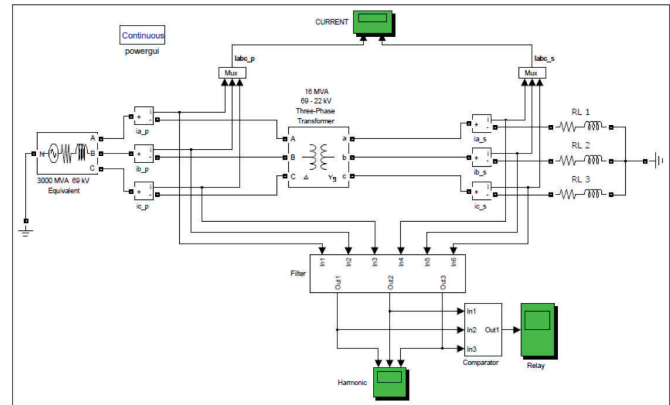 CURRENT
Continuous
powergui
Iabc_p
Iabc_s
Mux
Mux
16 MVA
69 - 22 kV
Three-Phase
Transformer
RL 1
RL 2
RL 3
+
i
-
ia_p
+
i
-
ib_p
+
i
-
ic_p
N
A
B
C
3000 MVA 69 kV
Equivalent
A
B
C
a
b
c
Δ
Yg
+
i
-
ia_s
+
i
-
ib_s
+
i
-
ic_s
Filter
In1
In2
In3
In4
In5
In6
Out1
Out2
Out3
In1
In2
In3
Out1
Comparator
Relay
Harmonic